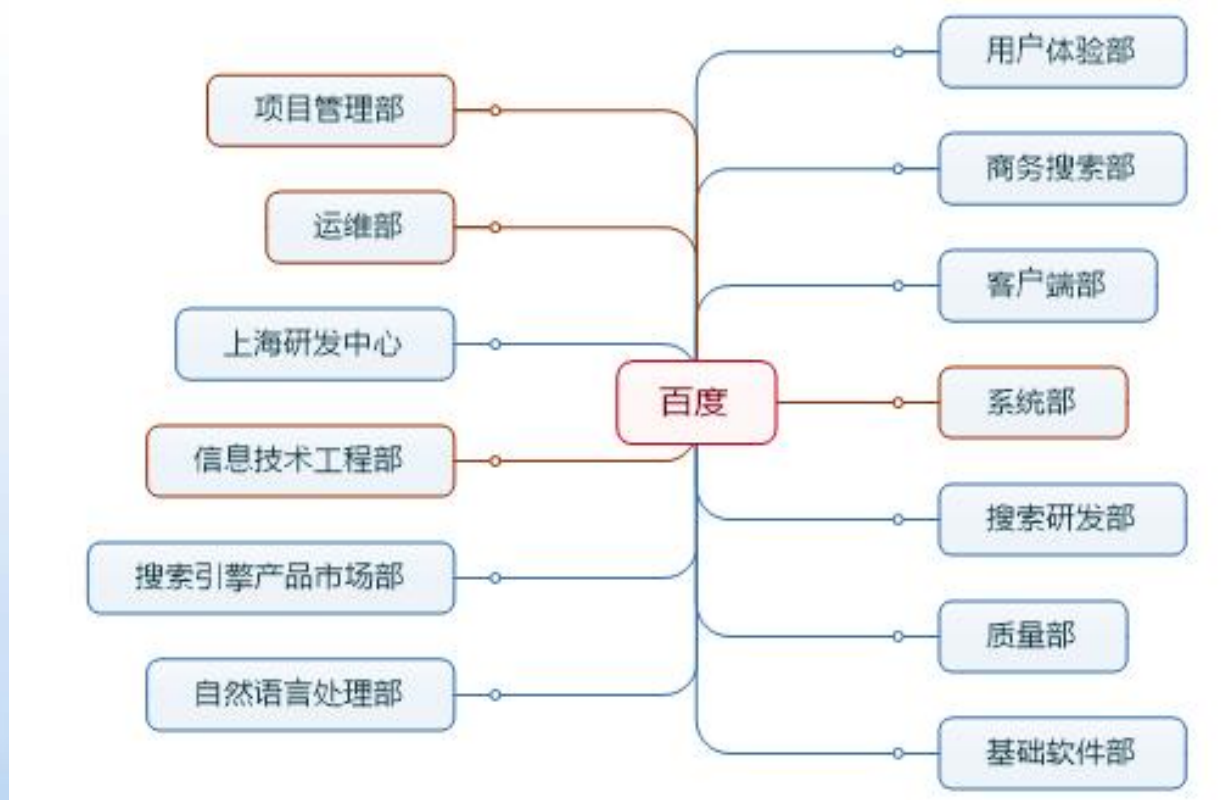 项目管理部
运维部
上海研发中心
信息技术工程部
搜索引擎产品市场部
自然语言处理部
百度
用户体验部
商务搜索部
客户端部
系统部
搜索研发部
质量部
基础软件部